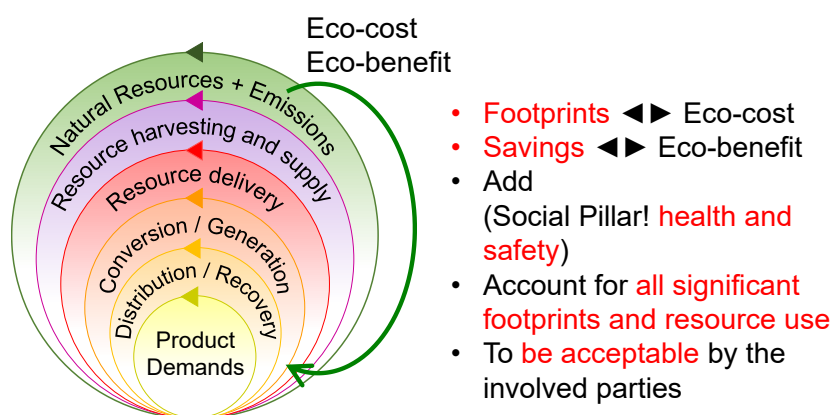 Eco-cost
Eco-benefit
Natural Resources + Emissions
Resource harvesting and supply
Resource delivery
Conversion / Generation
Distribution / Recovery
Product
Demands
• Footprints ◄► Eco-cost
• Savings ◄► Eco-benefit
• Add
(Social Pillar! health and
safety)
• Account for all significant
footprints and resource use
• To be acceptable by the
involved parties